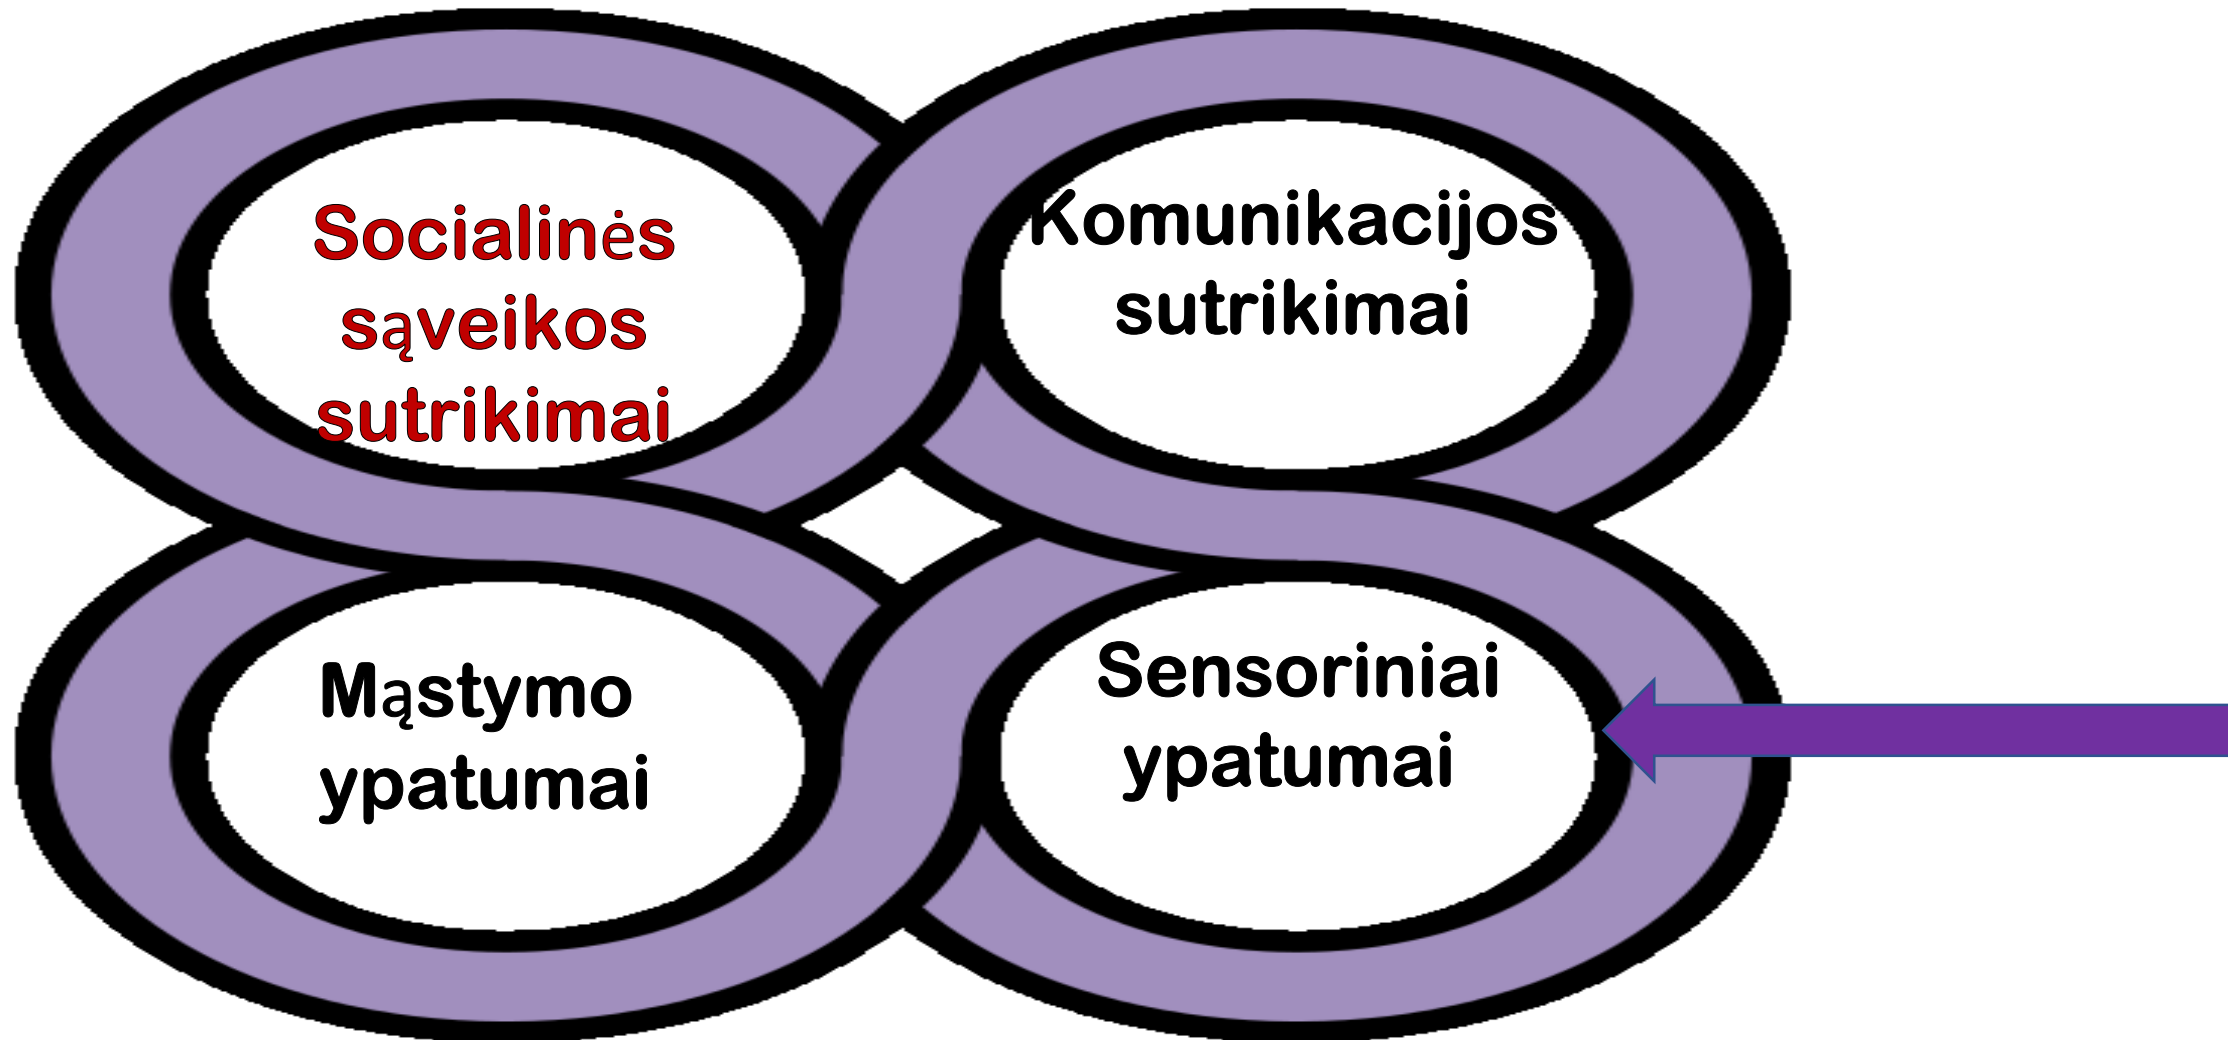 Socialinės
sąveikos
sutrikimai
Komunikacijos
sutrikimai
Mąstymo
ypatumai
Sensoriniai
ypatumai